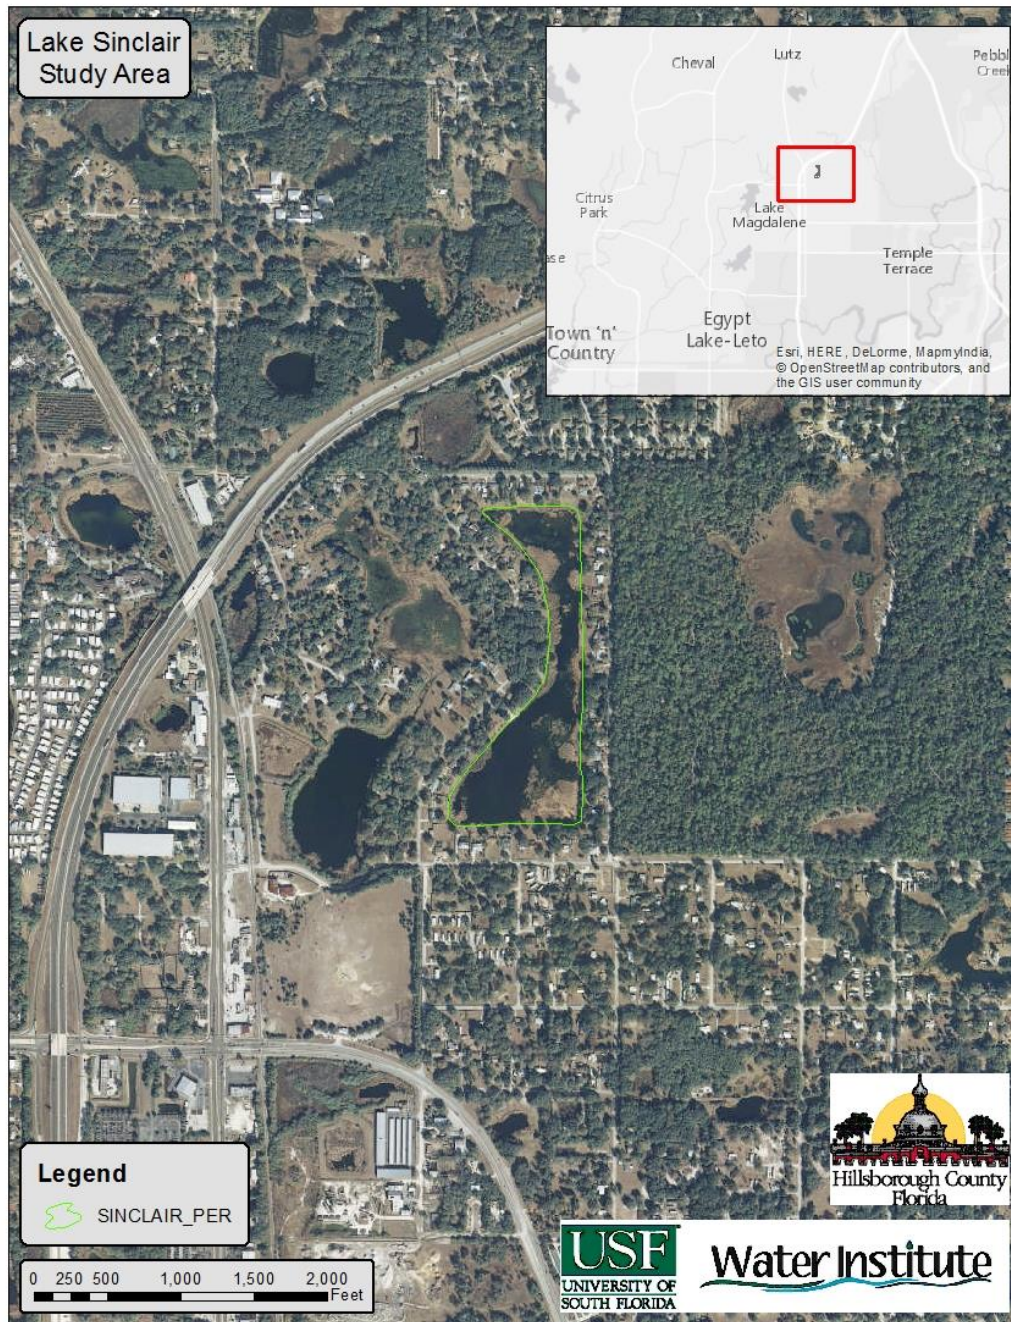 Lake Sinclair
Study Area
Cheval
Lutz
Pebbl
Creek
Citrus
Park
Lake
Magdalene
ase
Temple
Terrace
Egypt
Lake-Leto
Town 'n'
Country
Esri, HERE, DeLorme, MapmyIndia,
© OpenStreetMap contributors, and
the GIS user community
Legend
SINCLAIR_PER
0 250 500 1,000 1,500 2,000
Feet
Hillsborough County
Florida
USF
UNIVERSITY OF
SOUTH FLORIDA
Water Institute